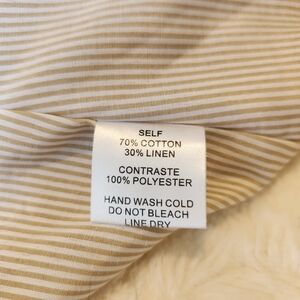 SELF
70% COTTON
30% LINEN
CONTRASTE
100% POLYESTER
HAND WASH COLD
DO NOT BLEACH
LINE DRY